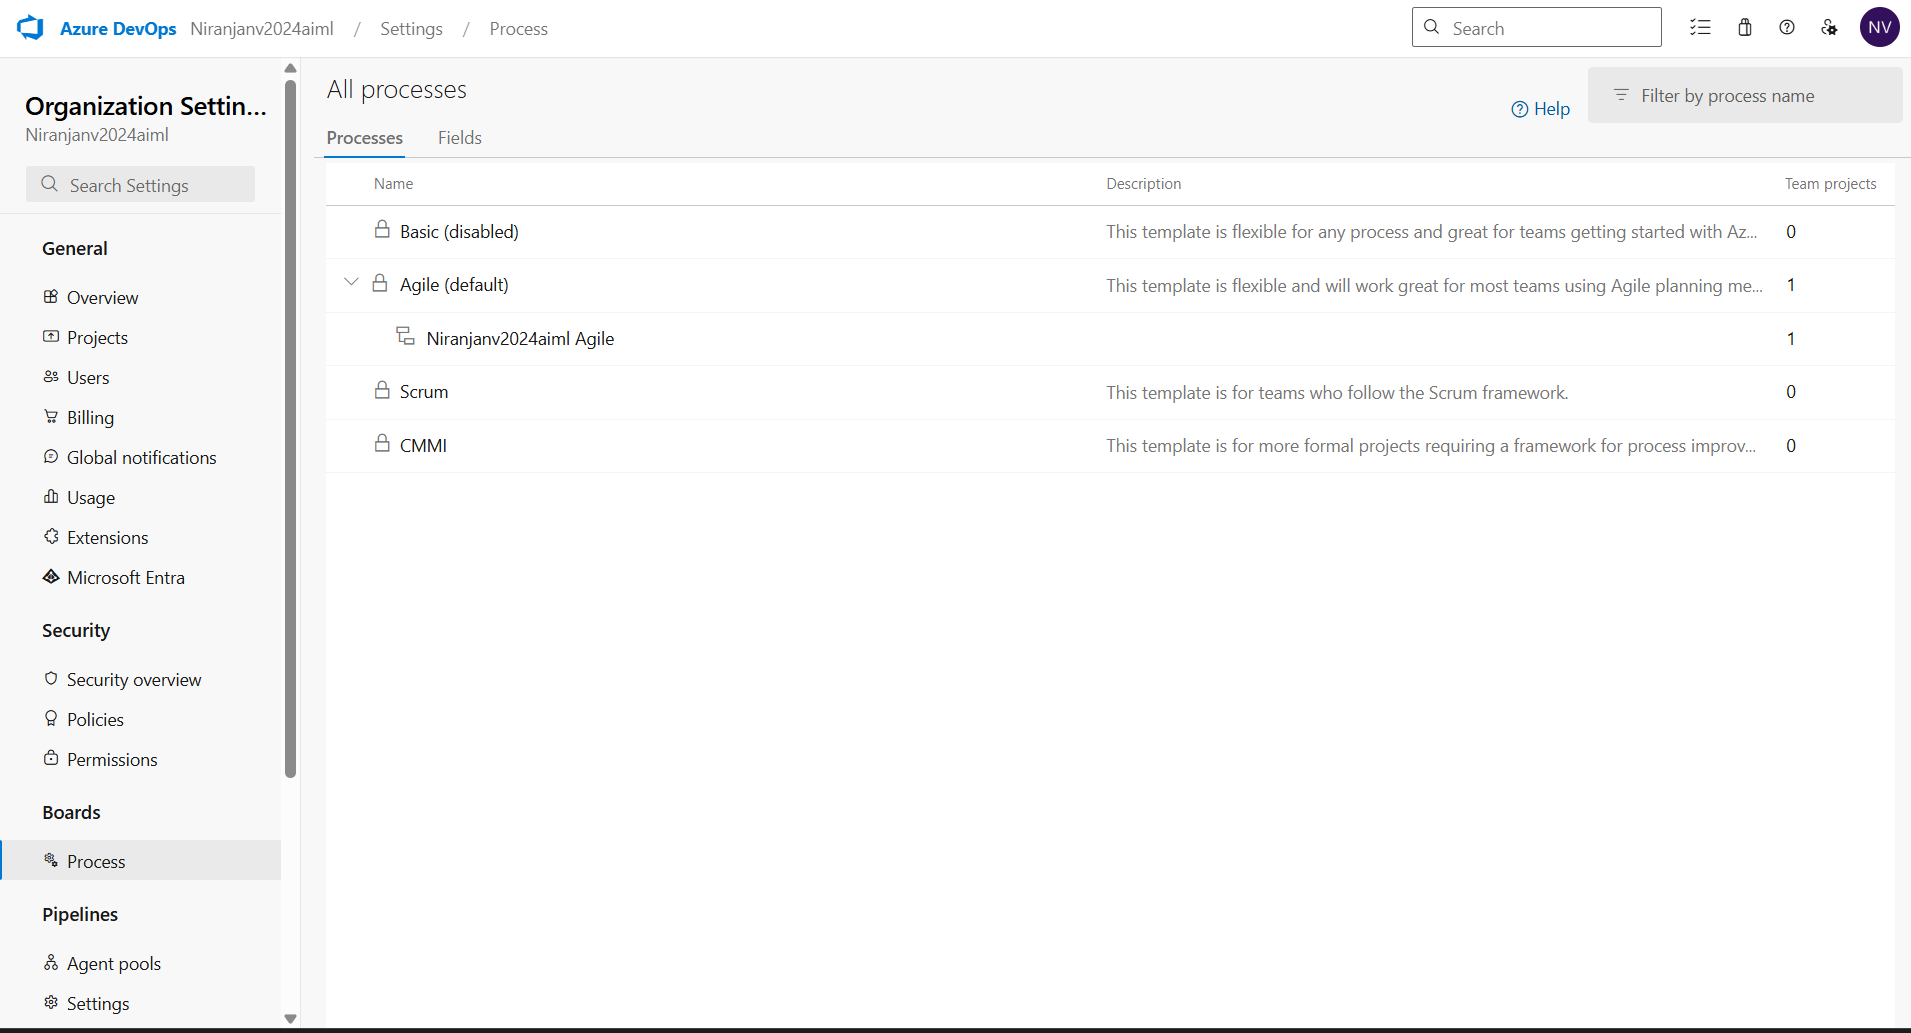 Azure DevOps Niranjanv2024aiml / Settings / Process
Search
NV
Organization Settin...
Niranjanv2024aiml
Search Settings
General
Overview
Projects
Users
Billing
Global notifications
Usage
Extensions
Microsoft Entra
Security
Security overview
Policies
Permissions
Boards
Process
Pipelines
Agent pools
Settings
All processes
Help
Filter by process name
Processes Fields
Name Description Team projects
Basic (disabled) This template is flexible for any process and great for teams getting started with Az... 0
Agile (default) This template is flexible and will work great for most teams using Agile planning me... 1
Niranjanv2024aiml Agile 1
Scrum This template is for teams who follow the Scrum framework. 0
CMMI This template is for more formal projects requiring a framework for process improv... 0